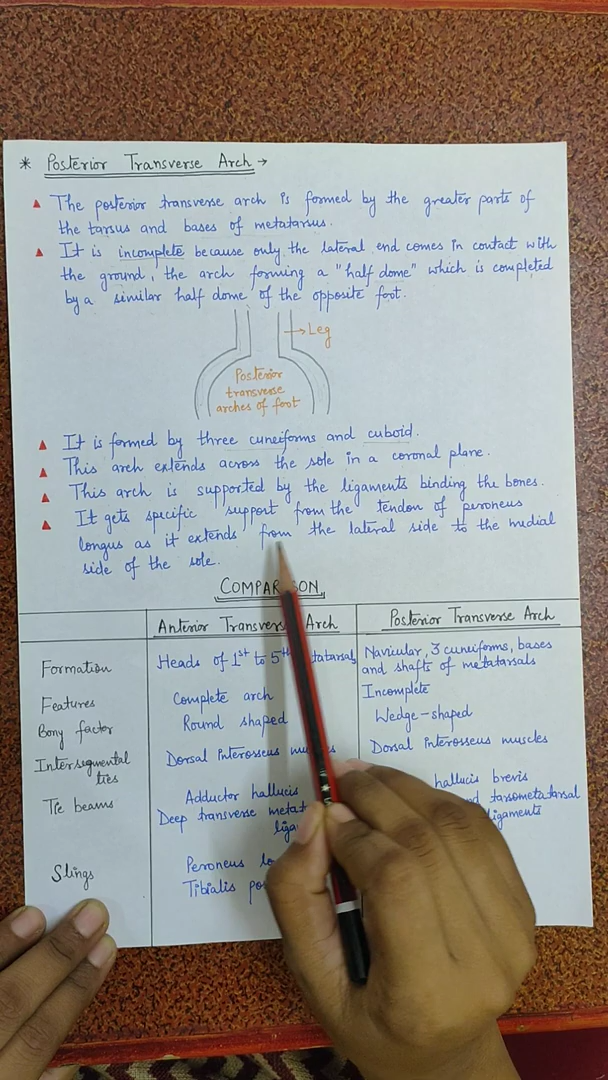 * Posterior Transverse Arch →
▲ The posterior transverse arch is formed by the greater parts of
the tarsus and bases of metatarsus.
▲ It is incomplete because only the lateral end comes in contact with
the ground, the arch forming a "half dome" which is completed
by a similar half dome of the opposite foot.
→ Leg
Posterior
transverse
arches of foot
▲ It is formed by three cuneiforms and cuboid.
▲ This arch extends across the sole in a coronal plane.
▲ This arch is supported by the ligaments binding the bones.
▲ It gets specific support from the tendon of peroneus
longus as it extends from the lateral side to the medial
side of the sole.
COMPARISON
Anterior Transverse Arch Posterior Transverse Arch
Formation Heads of 1st to 5th Navicular, 3 cuneiforms, bases
and shafts of metatarsals
Features Complete arch Incomplete
Bony factor Round shaped Wedge-shaped
Intersegmental Dorsal interosseus Dorsal interosseus muscles
ties
Tie beams Adductor hallucis hallucis brevis
Deep transverse tarsometatarsal
ligaments
Slings Peroneus
Tibialis